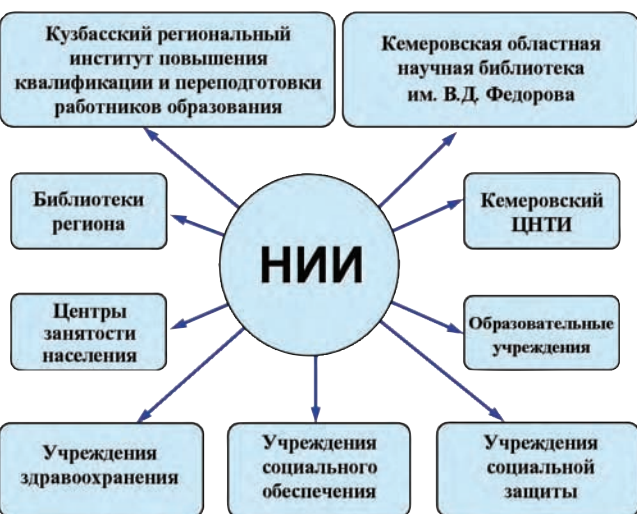 Кузбасский региональный
институт повышения
квалификации и переподготовки
работников образования
Кемеровская областная
научная библиотека
им. В.Д. Федорова
Библиотеки
региона
НИИ
Кемеровский
ЦНТИ
Центры
занятости
населения
Образовательные
учреждения
Учреждения
здравоохранения
Учреждения
социального
обеспечения
Учреждения
социальной
защиты